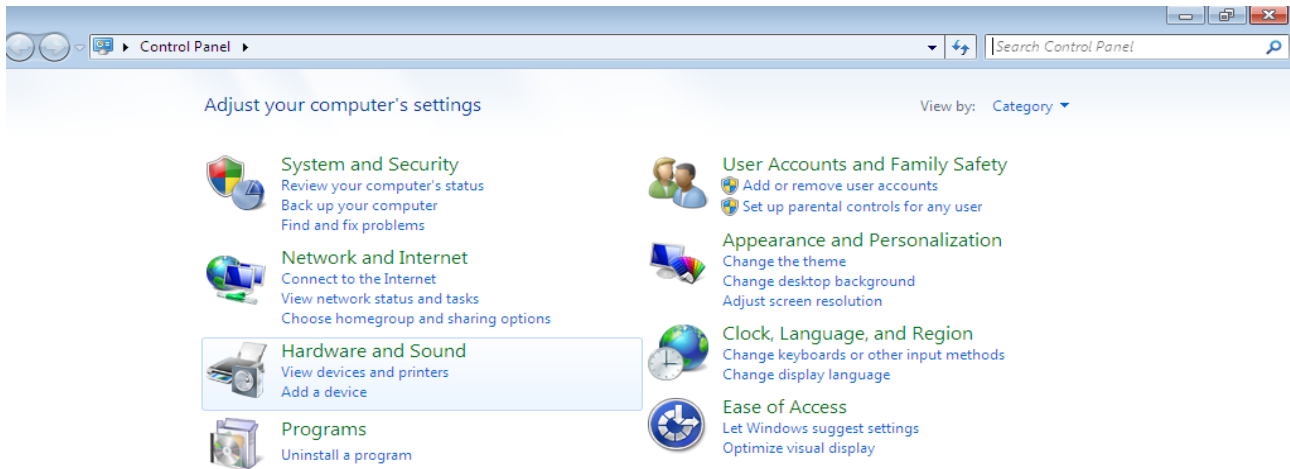 Control Panel
Search Control Panel
Adjust your computer's settings
View by: Category
System and Security
Review your computer's status
Back up your computer
Find and fix problems
Network and Internet
Connect to the Internet
View network status and tasks
Choose homegroup and sharing options
Hardware and Sound
View devices and printers
Add a device
Programs
Uninstall a program
User Accounts and Family Safety
Add or remove user accounts
Set up parental controls for any user
Appearance and Personalization
Change the theme
Change desktop background
Adjust screen resolution
Clock, Language, and Region
Change keyboards or other input methods
Change display language
Ease of Access
Let Windows suggest settings
Optimize visual display